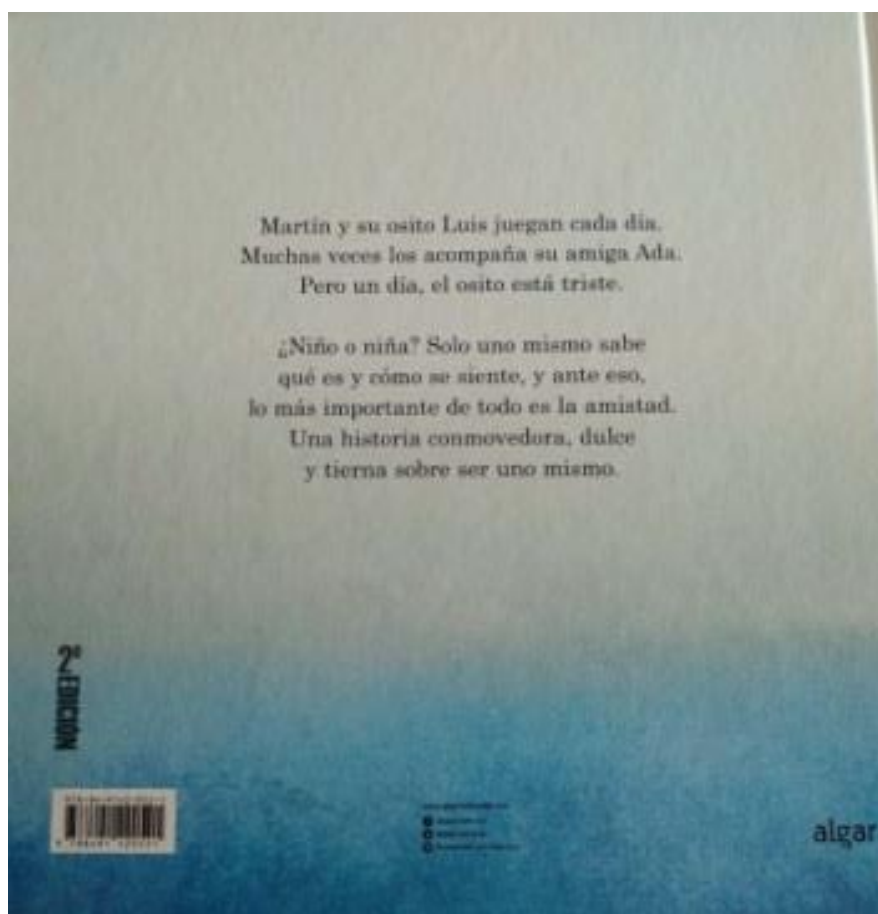 Martín y su osito Luis juegan cada día.
Muchas veces los acompaña su amiga Ada.
Pero un día, el osito está triste.
¿Niño o niña? Solo uno mismo sabe
qué es y cómo se siente, y ante eso,
lo más importante de todo es la amistad.
Una historia conmovedora, dulce
y tierna sobre ser uno mismo.
2ª EDICIÓN
algar